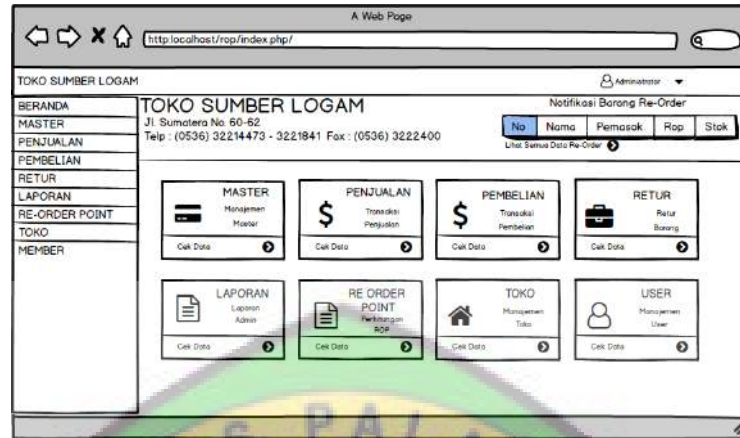 A Web Page
http:localhost/rop/index.php/
TOKO SUMBER LOGAM
Administrator
BERANDA
MASTER
PENJUALAN
PEMBELIAN
RETUR
LAPORAN
RE-ORDER POINT
TOKO
MEMBER
TOKO SUMBER LOGAM
Jl. Sumatera No. 60-62
Telp : (0536) 32214473 - 3221841 Fax : (0536) 3222400
Notifikasi Barang Re-Order
No Nama Pemasok Rop Stok
Lihat Semua Data Re-Order
MASTER
Manajemen
Master
Cek Data
PENJUALAN
Transaksi
Penjualan
Cek Data
PEMBELIAN
Transaksi
Pembelian
Cek Data
RETUR
Retur
Barang
Cek Data
LAPORAN
Laporan
Admin
Cek Data
RE ORDER
POINT
Perhitungan
ROP
Cek Data
TOKO
Manajemen
Toko
Cek Data
USER
Manajemen
User
Cek Data
S PAL